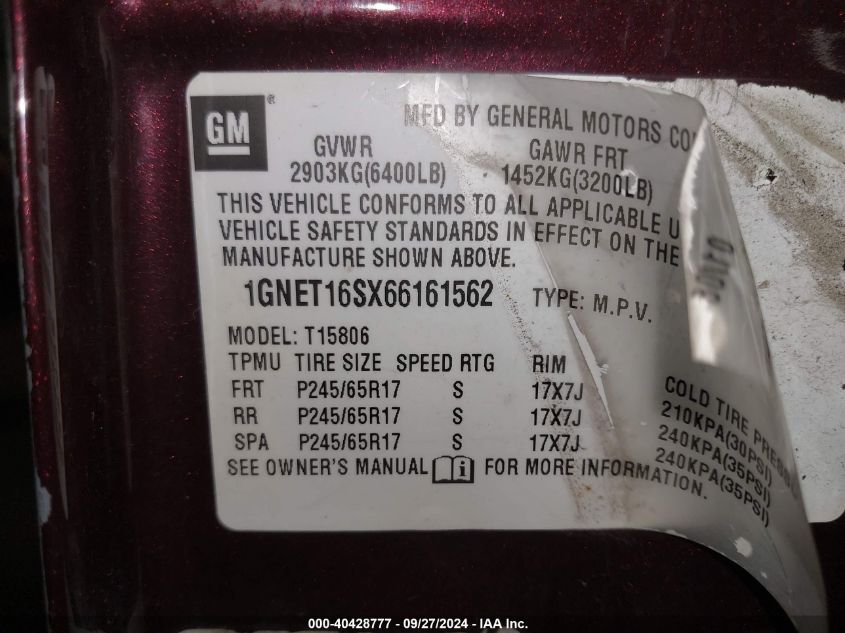 GM®
MFD BY GENERAL MOTORS CO
GVWR GAWR FRT
2903KG(6400LB) 1452KG(3200LB)
THIS VEHICLE CONFORMS TO ALL APPLICABLE U
VEHICLE SAFETY STANDARDS IN EFFECT ON THE
MANUFACTURE SHOWN ABOVE.
1GNET16SX66161562 TYPE: M.P.V.
MODEL: T15806
TPMU TIRE SIZE SPEED RTG RIM COLD TIRE PRESSU
FRT P245/65R17 S 17X7J 210KPA(30PSI)
RR P245/65R17 S 17X7J 240KPA(35PSI)
SPA P245/65R17 S 17X7J 240KPA(35PSI)
SEE OWNER'S MANUAL FOR MORE INFORMATION.
000-40428777 - 09/27/2024 - IAA Inc.